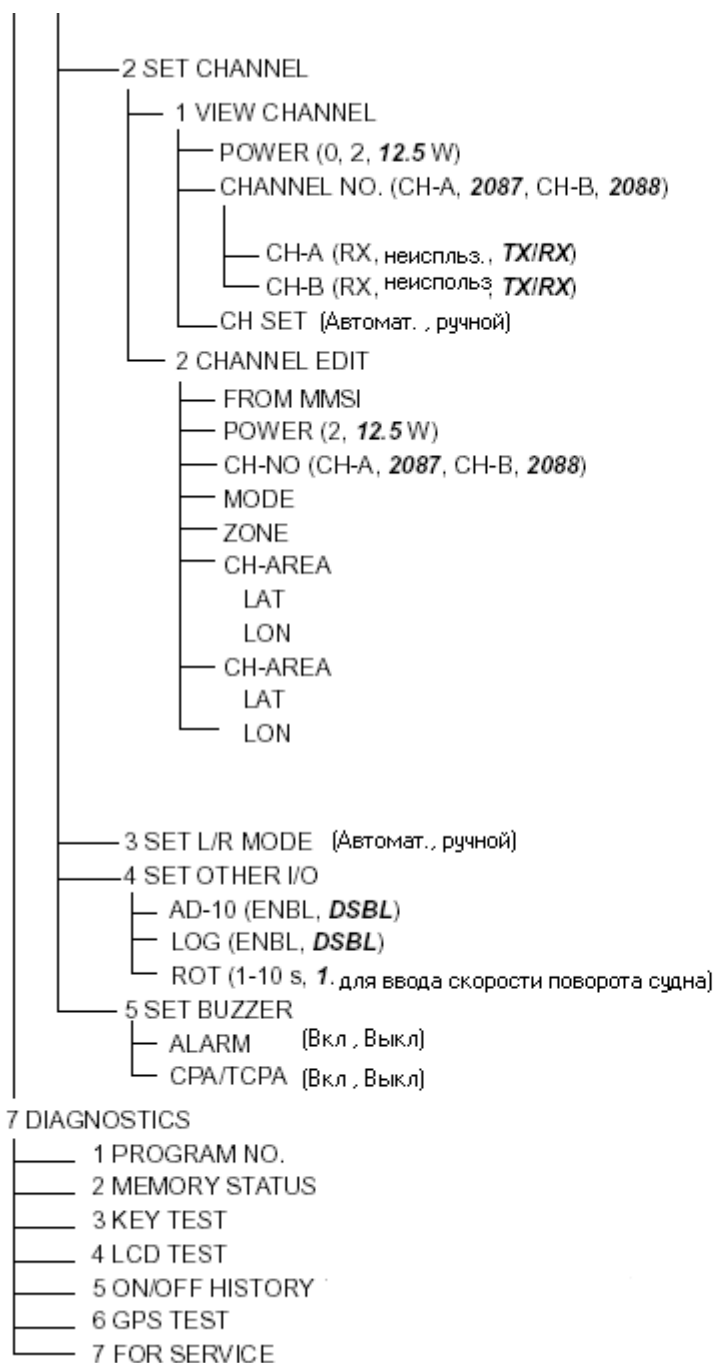 2 SET CHANNEL
1 VIEW CHANNEL
POWER (0, 2, 12.5 W)
CHANNEL NO. (CH-A, 2087, CH-B, 2088)
CH-A (RX, неиспльз., TX/RX)
CH-B (RX, неиспольз, TX/RX)
CH SET (Автомат. , ручной)
2 CHANNEL EDIT
FROM MMSI
POWER (2, 12.5 W)
CH-NO (CH-A, 2087, CH-B, 2088)
MODE
ZONE
CH-AREA
LAT
LON
CH-AREA
LAT
LON
3 SET L/R MODE (Автомат., ручной)
4 SET OTHER I/O
AD-10 (ENBL, DSBL)
LOG (ENBL, DSBL)
ROT (1-10 s, 1. для ввода скорости поворота судна)
5 SET BUZZER
ALARM (Вкл , Выкл)
CPA/TCPA (Вкл , Выкл)
7 DIAGNOSTICS
1 PROGRAM NO.
2 MEMORY STATUS
3 KEY TEST
4 LCD TEST
5 ON/OFF HISTORY
6 GPS TEST
7 FOR SERVICE